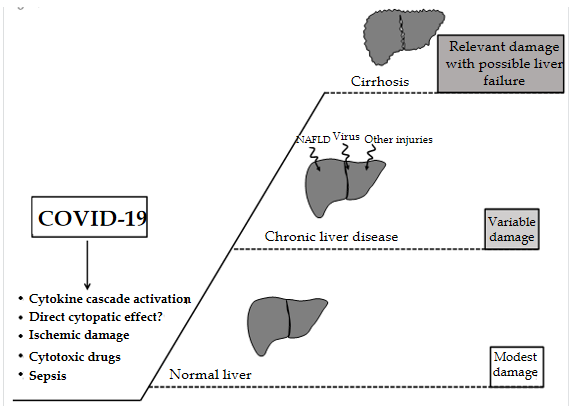 Relevant damage
with possible liver
failure
Cirrhosis
NAFLD Virus Other injuries
COVID-19
Chronic liver disease
Variable
damage
• Cytokine cascade activation
• Direct cytopatic effect?
• Ischemic damage
• Cytotoxic drugs
• Sepsis
Normal liver
Modest
damage